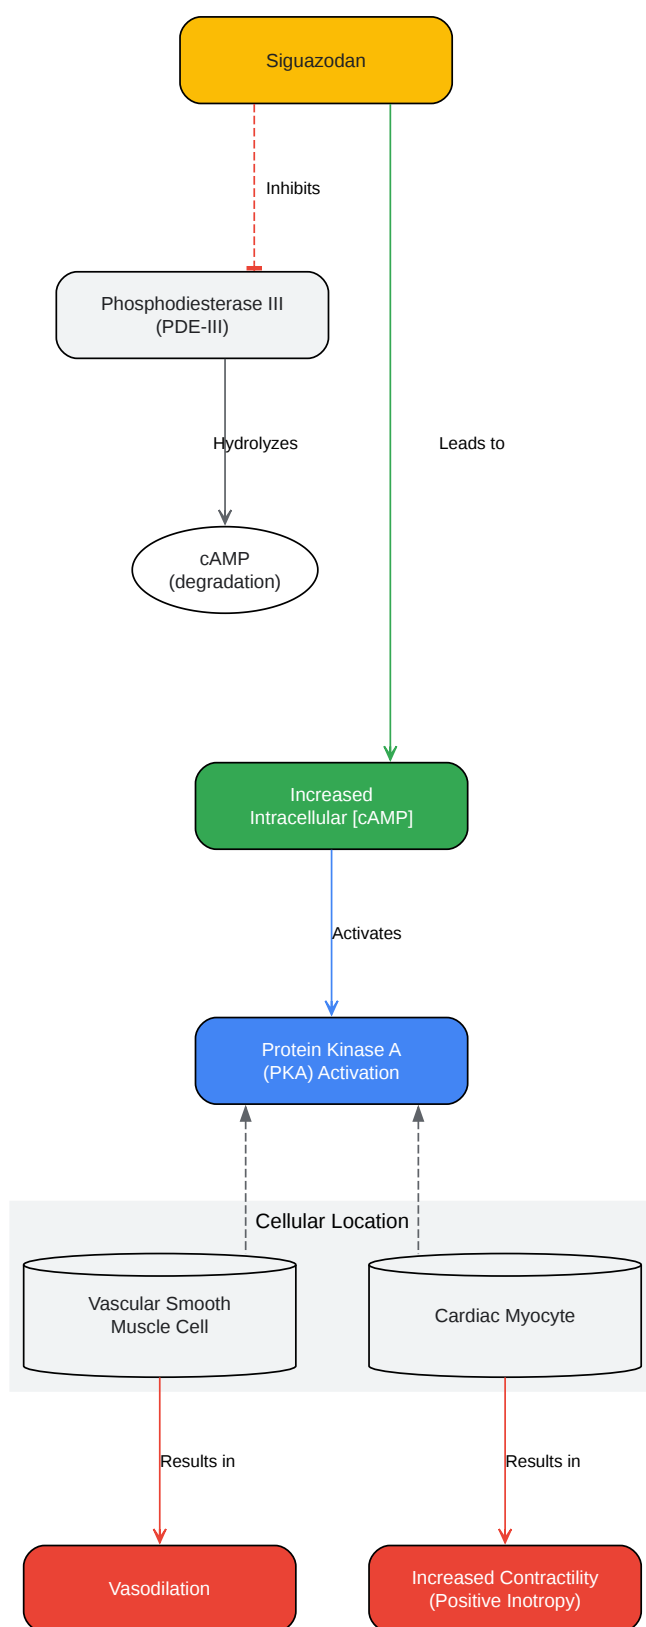 Siguazodan
Inhibits
Phosphodiesterase III
(PDE-III)
Hydrolyzes
Leads to
cAMP
(degradation)
Increased
Intracellular [cAMP]
Activates
Protein Kinase A
(PKA) Activation
Cellular Location
Vascular Smooth
Muscle Cell
Cardiac Myocyte
Results in
Results in
Vasodilation
Increased Contractility
(Positive Inotropy)